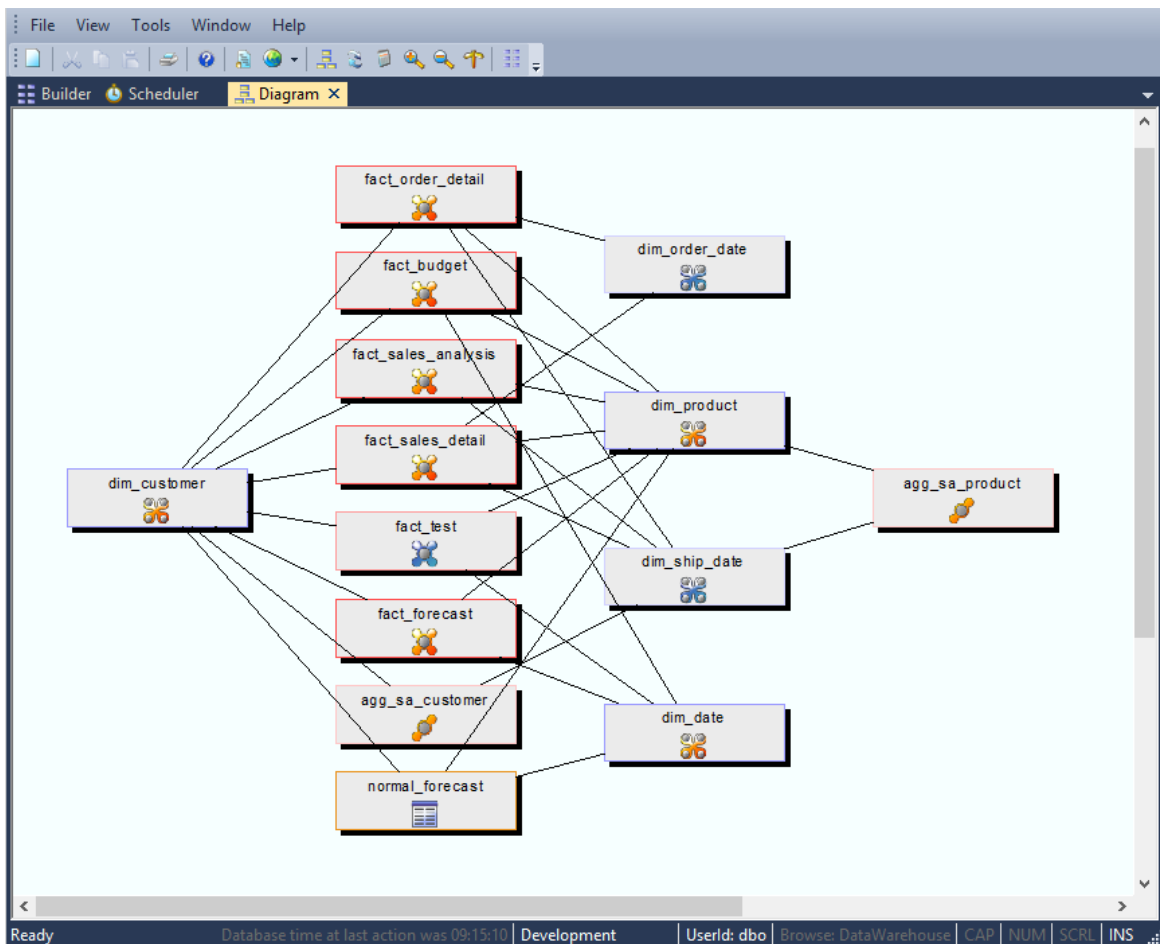 File View Tools Window Help
Builder Scheduler Diagram
fact_order_detail
dim_order_date
fact_budget
fact_sales_analysis
dim_product
fact_sales_detail
dim_customer
agg_sa_product
fact_test
dim_ship_date
fact_forecast
agg_sa_customer
dim_date
normal_forecast
Ready Database time at last action was 09:15:10 Development UserId: dbo Browse: DataWarehouse CAP NUM SCRL INS